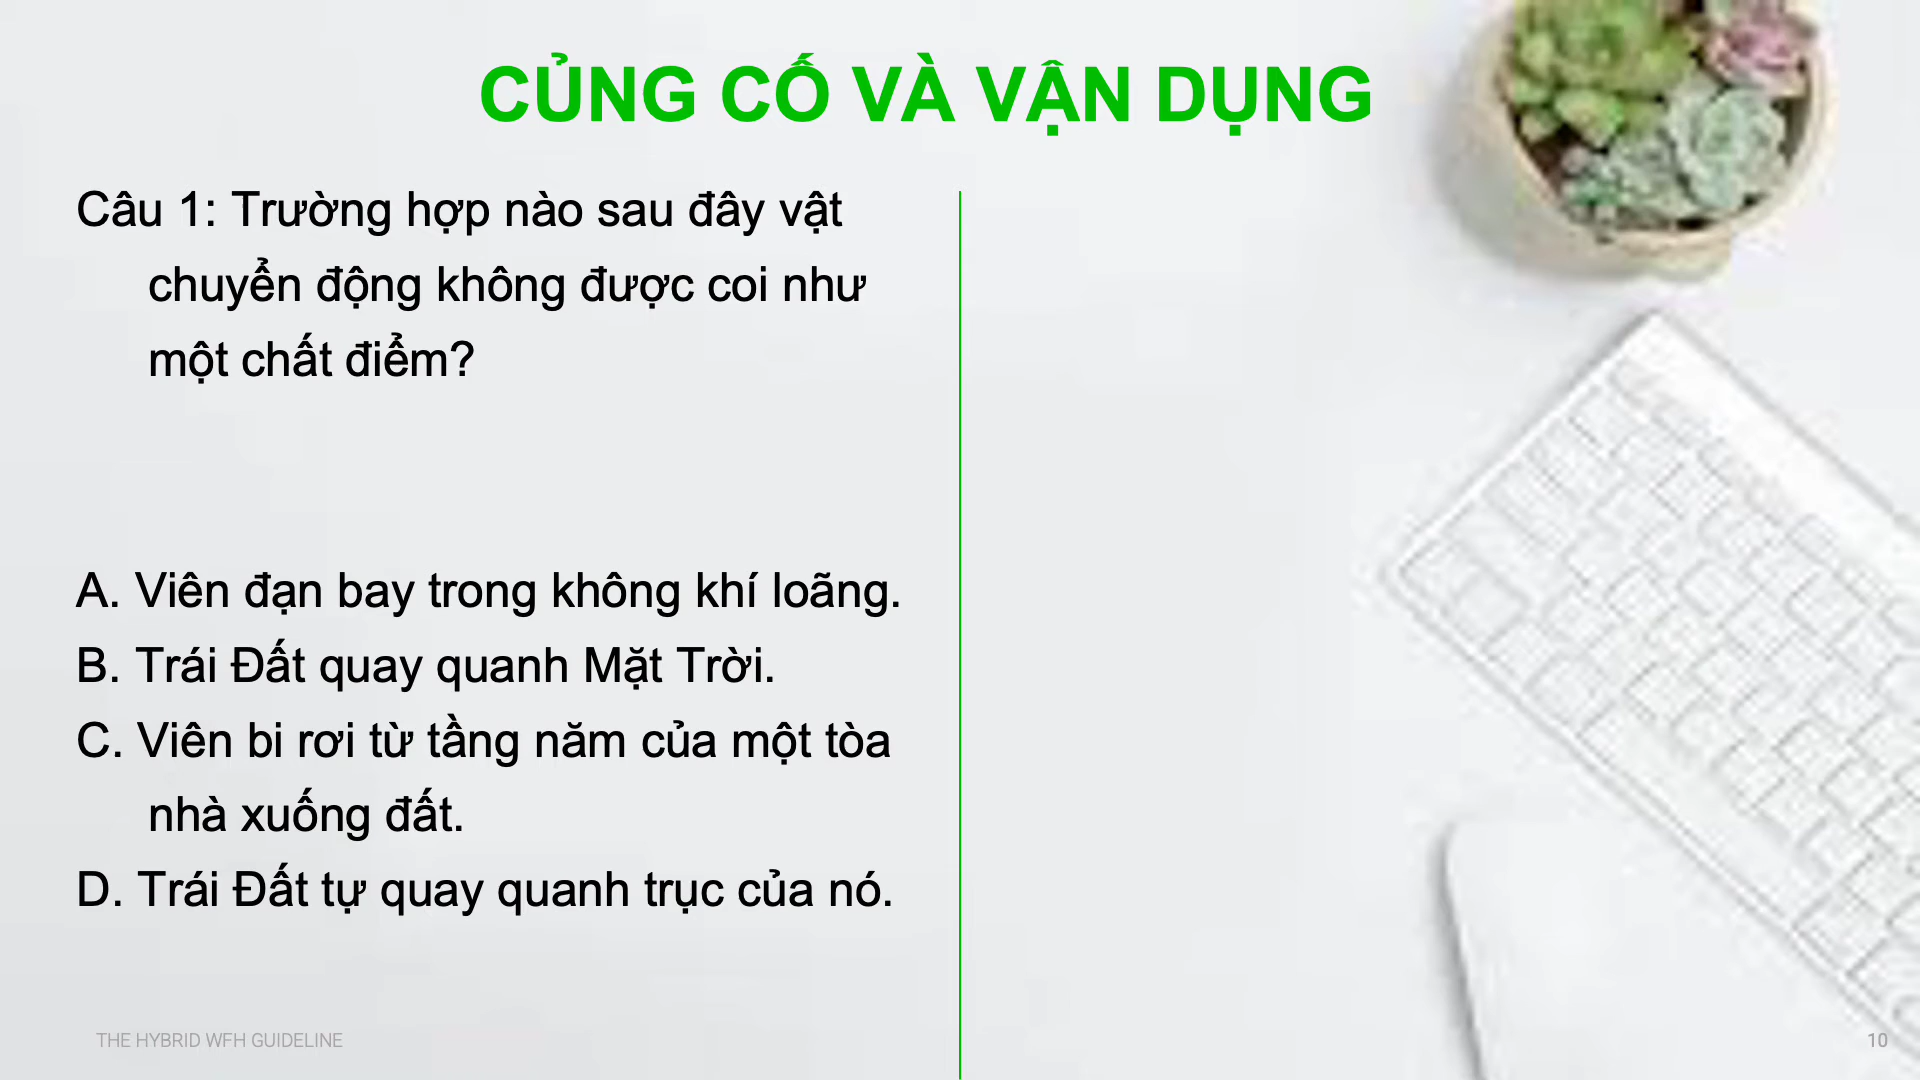 CỦNG CỐ VÀ VẬN DỤNG
Câu 1: Trường hợp nào sau đây vật
chuyển động không được coi như
một chất điểm?
A. Viên đạn bay trong không khí loãng.
B. Trái Đất quay quanh Mặt Trời.
C. Viên bi rơi từ tầng năm của một tòa
nhà xuống đất.
D. Trái Đất tự quay quanh trục của nó.
THE HYBRID WFH GUIDELINE
10